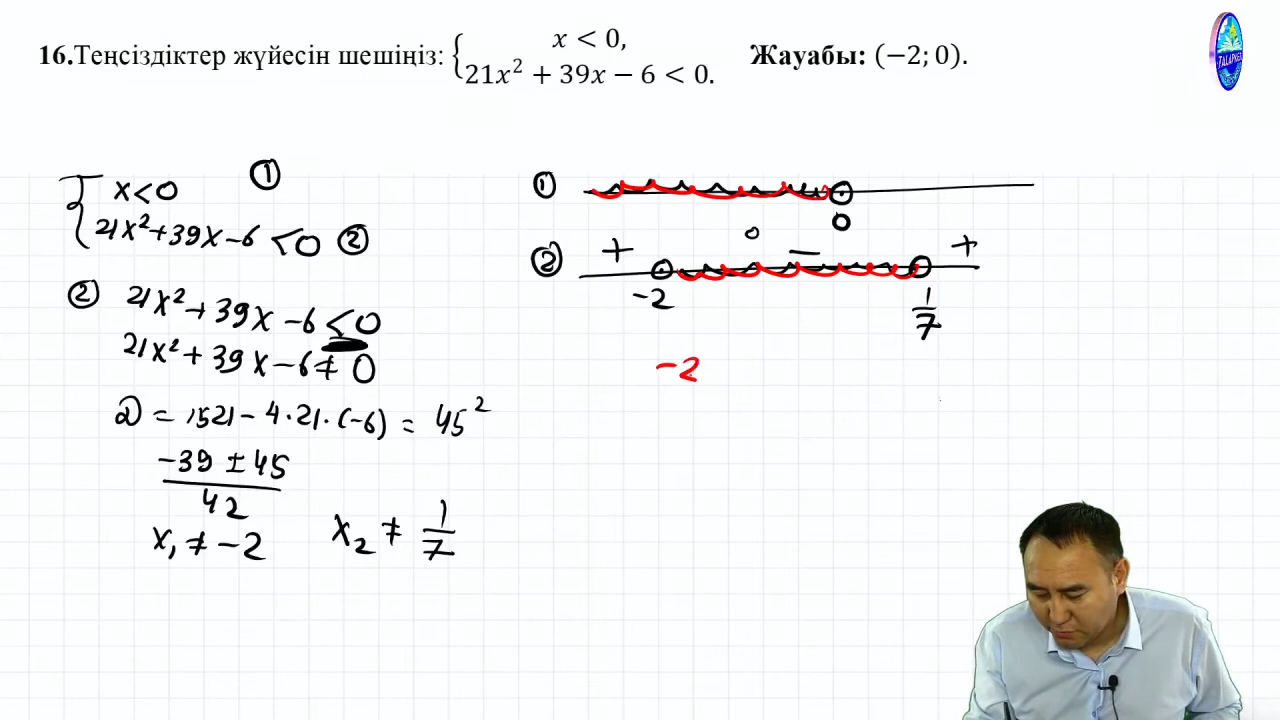 16.Теңсіздіктер жүйесін шешіңіз: { x < 0, 21x² + 39x − 6 < 0. Жауабы: (−2; 0).
TALAPKER
{ x<0 ①
21x²+39x−6 <0 ②
② 21x²+39x−6<0
21x²+39x−6≠0
D = 1521−4·21·(−6) = 45²
−39 ± 45
42
x₁ ≠ −2 x₂ ≠ 1/7
①
0
② + 0 − +
−2 1/7
−2